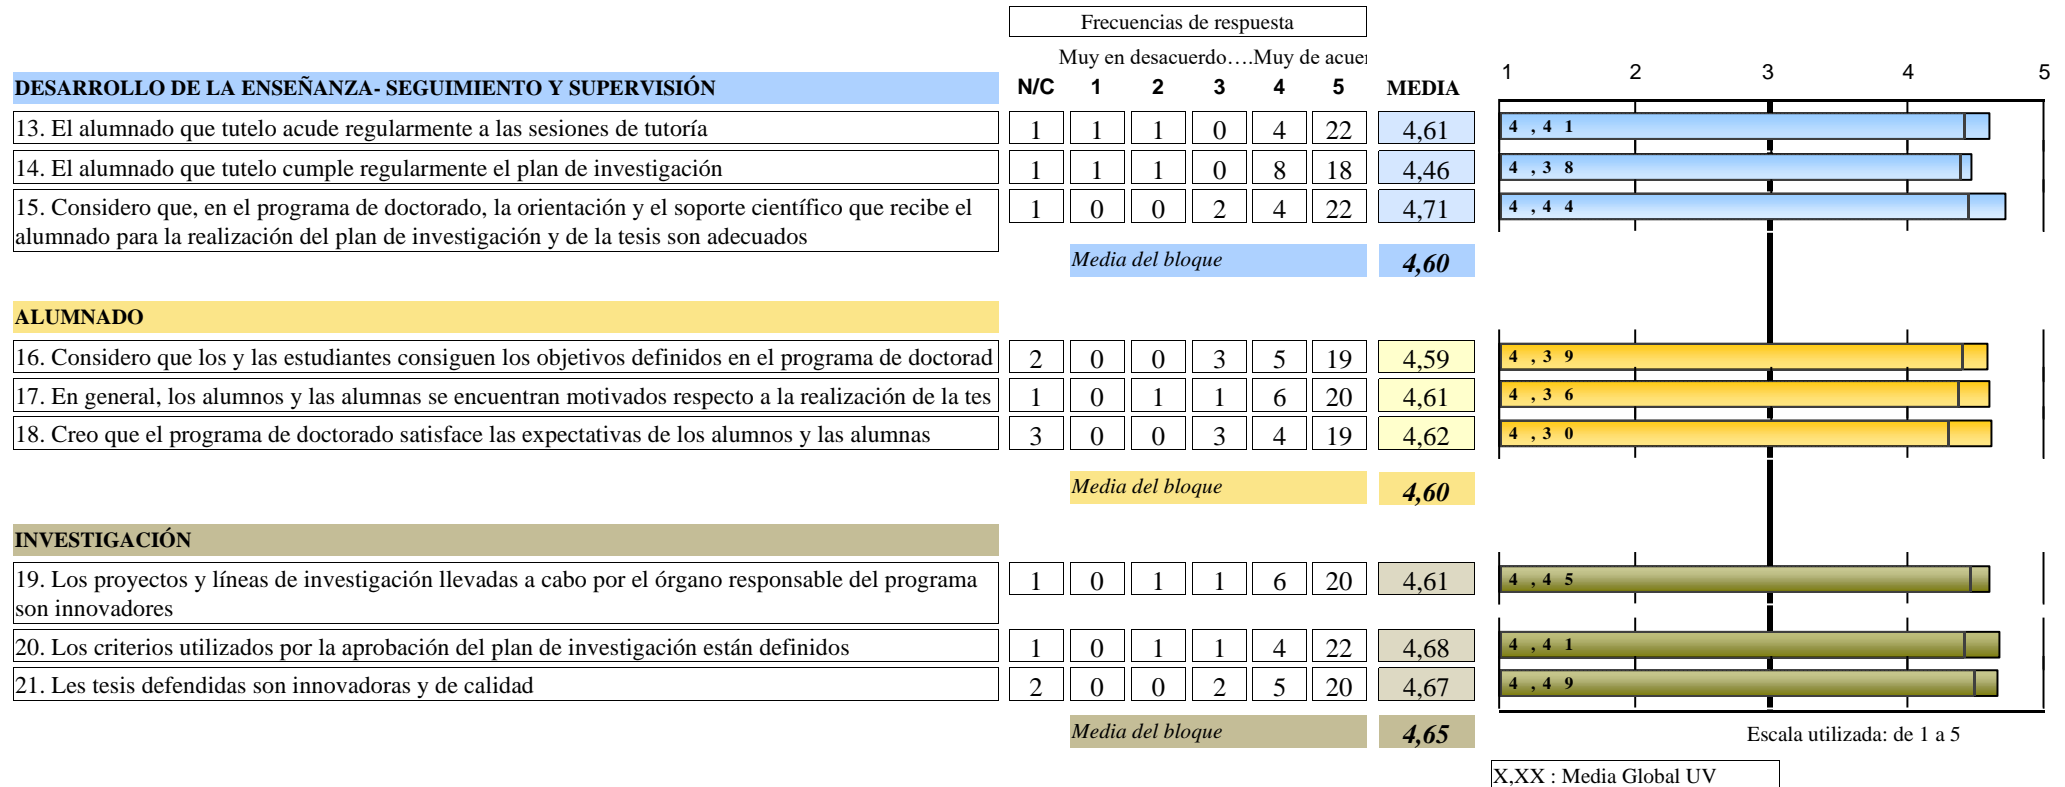 Frecuencias de respuesta
Muy en desacuerdo….Muy de acuer
DESARROLLO DE LA ENSEÑANZA- SEGUIMIENTO Y SUPERVISIÓN N/C 1 2 3 4 5 MEDIA 1 2 3 4 5
13. El alumnado que tutelo acude regularmente a las sesiones de tutoría 1 1 1 0 4 22 4,61 4,41
14. El alumnado que tutelo cumple regularmente el plan de investigación 1 1 1 0 8 18 4,46 4,38
15. Considero que, en el programa de doctorado, la orientación y el soporte científico que recibe el 1 0 0 2 4 22 4,71 4,44
alumnado para la realización del plan de investigación y de la tesis son adecuados
Media del bloque 4,60
ALUMNADO
16. Considero que los y las estudiantes consiguen los objetivos definidos en el programa de doctorad 2 0 0 3 5 19 4,59 4,39
17. En general, los alumnos y las alumnas se encuentran motivados respecto a la realización de la tes 1 0 1 1 6 20 4,61 4,36
18. Creo que el programa de doctorado satisface las expectativas de los alumnos y las alumnas 3 0 0 3 4 19 4,62 4,30
Media del bloque 4,60
INVESTIGACIÓN
19. Los proyectos y líneas de investigación llevadas a cabo por el órgano responsable del programa 1 0 1 1 6 20 4,61 4,45
son innovadores
20. Los criterios utilizados por la aprobación del plan de investigación están definidos 1 0 1 1 4 22 4,68 4,41
21. Les tesis defendidas son innovadoras y de calidad 2 0 0 2 5 20 4,67 4,49
Media del bloque 4,65
Escala utilizada: de 1 a 5
X,XX : Media Global UV